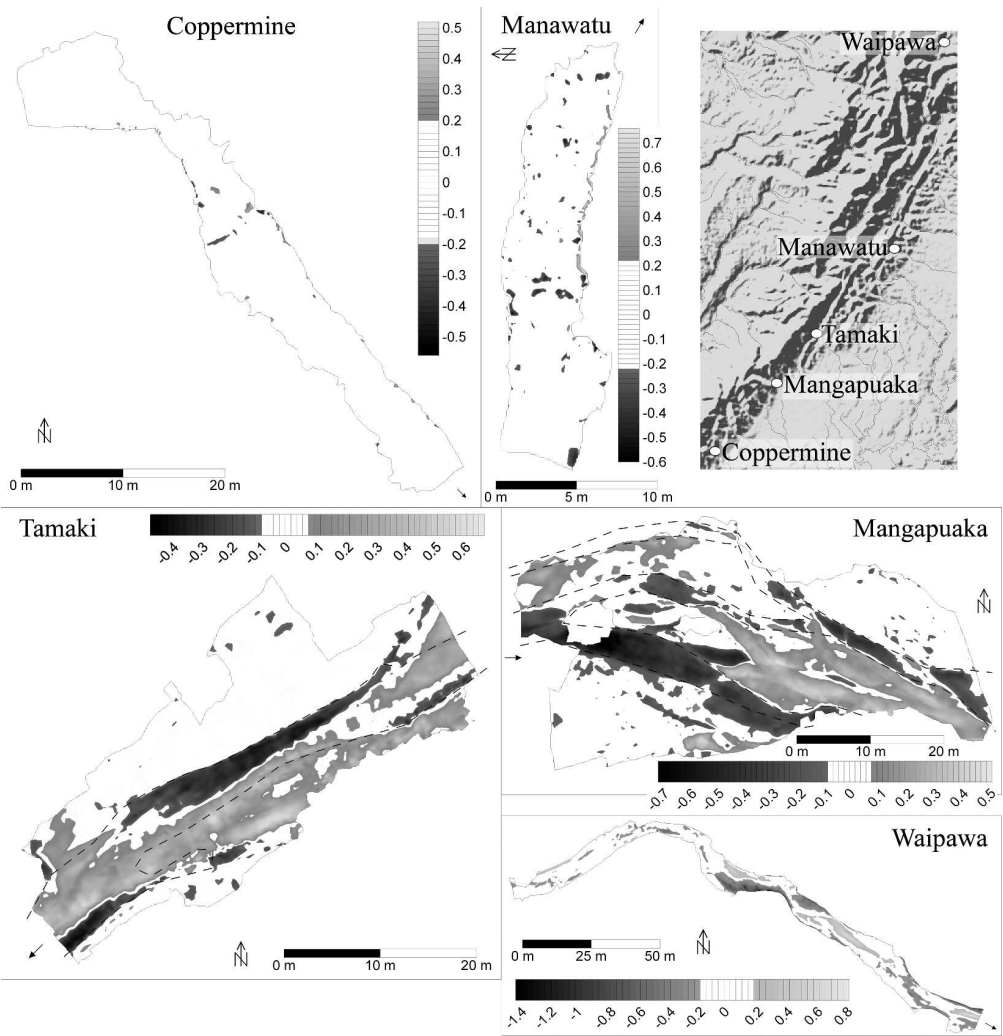 Coppermine
0.5
0.4
0.3
0.2
0.1
0
-0.1
-0.2
-0.3
-0.4
-0.5
N
0 m 10 m 20 m
Manawatu
N
0.7
0.6
0.5
0.4
0.3
0.2
0.1
0
-0.1
-0.2
-0.3
-0.4
-0.5
-0.6
0 m 5 m 10 m
Waipawa
Manawatu
Tamaki
Mangapuaka
Coppermine
Tamaki
-0.4 -0.3 -0.2 -0.1 0 0.1 0.2 0.3 0.4 0.5 0.6
N
0 m 10 m 20 m
Mangapuaka
N
0 m 10 m 20 m
-0.7 -0.6 -0.5 -0.4 -0.3 -0.2 -0.1 0 0.1 0.2 0.3 0.4 0.5
Waipawa
N
0 m 25 m 50 m
-1.4 -1.2 -1 -0.8 -0.6 -0.4 -0.2 0 0.2 0.4 0.6 0.8